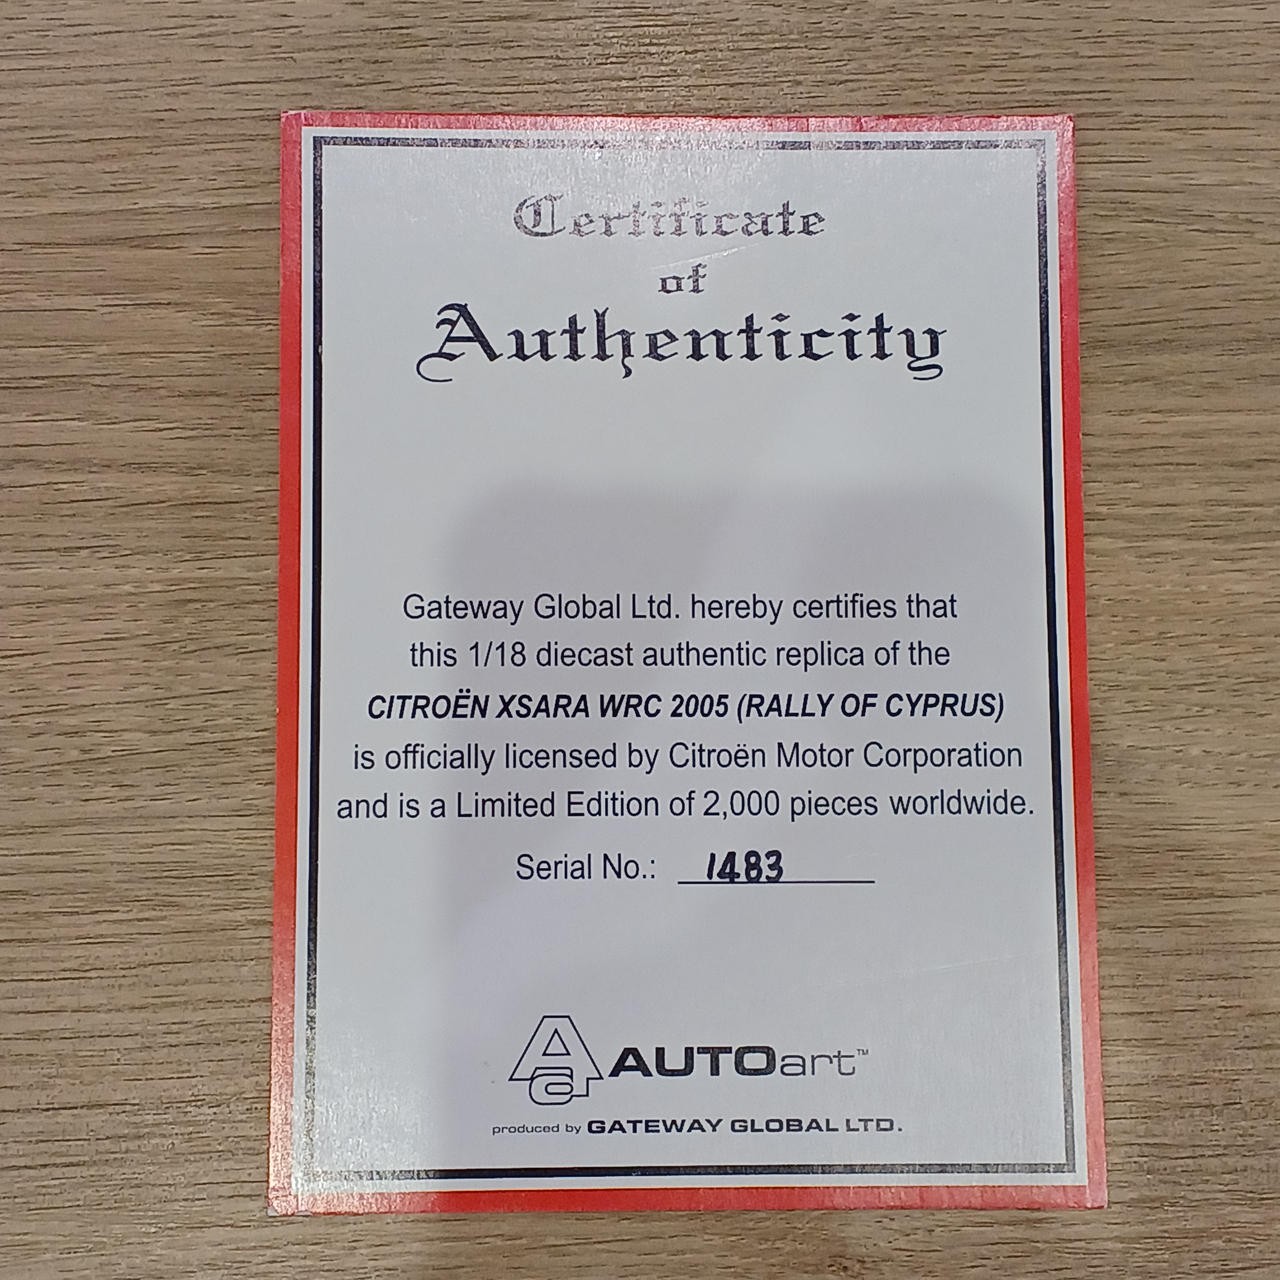 Certificate
of
Authenticity
Gateway Global Ltd. hereby certifies that
this 1/18 diecast authentic replica of the
CITROËN XSARA WRC 2005 (RALLY OF CYPRUS)
is officially licensed by Citroën Motor Corporation
and is a Limited Edition of 2,000 pieces worldwide.
Serial No.: 1483
Aa AUTOart™
produced by GATEWAY GLOBAL LTD.